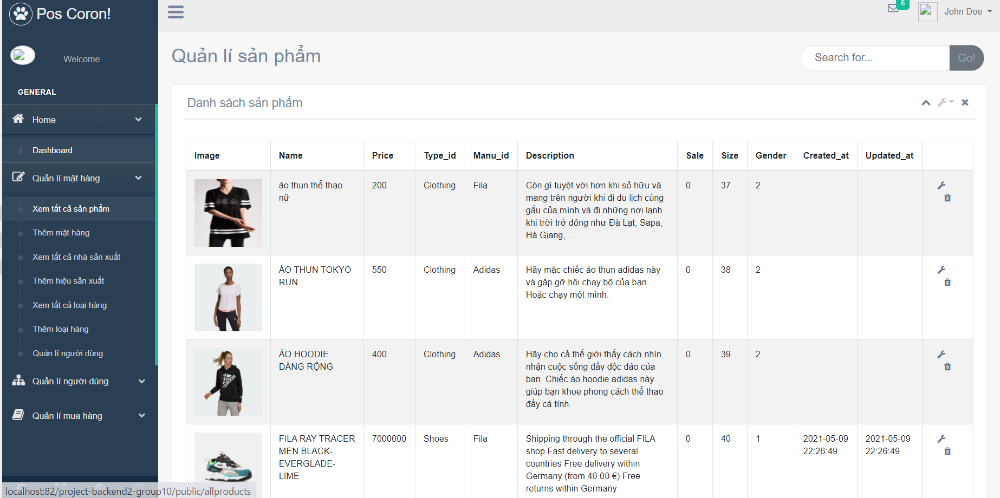 Pos Coron!
6
John Doe
Welcome
Quản lí sản phẩm
Search for...
Go!
GENERAL
Home
Dashboard
Quản lí mặt hàng
Xem tất cả sản phẩm
Thêm mặt hàng
Xem tất cả nhà sản xuất
Thêm hiệu sản xuất
Xem tất cả loại hàng
Thêm loại hàng
Quản lí người dùng
Quản lí người dùng
Quản lí mua hàng
Danh sách sản phẩm
Image Name Price Type_id Manu_id Description Sale Size Gender Created_at Updated_at
FILA
áo thun thể thao
nữ
200
Clothing
Fila
Còn gì tuyệt vời hơn khi sỏ hữu và
mang trên người khi đi du lịch cùng
gấu của mình và đi những nơi lạnh
khi trời trở đông như Đà Lạt, Sapa,
Hà Giang, ...
0
37
2
ÁO THUN TOKYO
RUN
550
Clothing
Adidas
Hãy mặc chiếc áo thun adidas này
và gặp gỡ hội chạy bộ của bạn.
Hoặc chạy một mình.
0
38
2
adidas
ÁO HOODIE
DÁNG RỘNG
400
Clothing
Adidas
Hãy cho cả thế giới thấy cách nhìn
nhận cuộc sống đầy độc đáo của
bạn. Chiếc áo hoodie adidas này
giúp bạn khoe phong cách thể thao
đầy cá tính.
0
39
2
FILA RAY TRACER
MEN BLACK-
EVERGLADE-
LIME
7000000
Shoes
Fila
Shipping through the official FILA
shop Fast delivery to several
countries Free delivery within
Germany (from 40.00 €) Free
returns within Germany
0
40
1
2021-05-09
22:26:49
2021-05-09
22:26:49
localhost:82/project-backend2-group10/public/allproducts